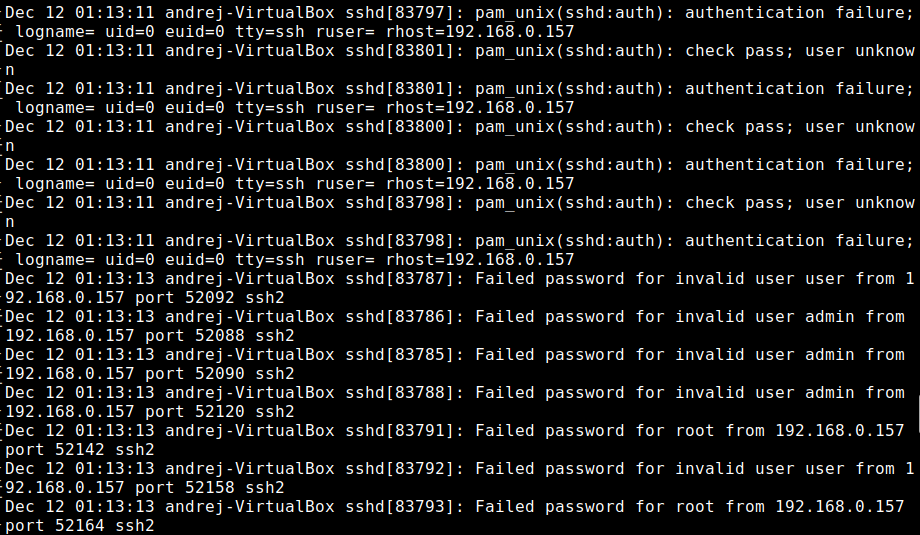 Dec 12 01:13:11 andrej-VirtualBox sshd[83797]: pam_unix(sshd:auth): authentication failure;
 logname= uid=0 euid=0 tty=ssh ruser= rhost=192.168.0.157
Dec 12 01:13:11 andrej-VirtualBox sshd[83801]: pam_unix(sshd:auth): check pass; user unknow
n
Dec 12 01:13:11 andrej-VirtualBox sshd[83801]: pam_unix(sshd:auth): authentication failure;
 logname= uid=0 euid=0 tty=ssh ruser= rhost=192.168.0.157
Dec 12 01:13:11 andrej-VirtualBox sshd[83800]: pam_unix(sshd:auth): check pass; user unknow
n
Dec 12 01:13:11 andrej-VirtualBox sshd[83800]: pam_unix(sshd:auth): authentication failure;
 logname= uid=0 euid=0 tty=ssh ruser= rhost=192.168.0.157
Dec 12 01:13:11 andrej-VirtualBox sshd[83798]: pam_unix(sshd:auth): check pass; user unknow
n
Dec 12 01:13:11 andrej-VirtualBox sshd[83798]: pam_unix(sshd:auth): authentication failure;
 logname= uid=0 euid=0 tty=ssh ruser= rhost=192.168.0.157
Dec 12 01:13:13 andrej-VirtualBox sshd[83787]: Failed password for invalid user user from 1
92.168.0.157 port 52092 ssh2
Dec 12 01:13:13 andrej-VirtualBox sshd[83786]: Failed password for invalid user admin from
192.168.0.157 port 52088 ssh2
Dec 12 01:13:13 andrej-VirtualBox sshd[83785]: Failed password for invalid user admin from
192.168.0.157 port 52090 ssh2
Dec 12 01:13:13 andrej-VirtualBox sshd[83788]: Failed password for invalid user admin from
192.168.0.157 port 52120 ssh2
Dec 12 01:13:13 andrej-VirtualBox sshd[83791]: Failed password for root from 192.168.0.157
port 52142 ssh2
Dec 12 01:13:13 andrej-VirtualBox sshd[83792]: Failed password for invalid user user from 1
92.168.0.157 port 52158 ssh2
Dec 12 01:13:13 andrej-VirtualBox sshd[83793]: Failed password for root from 192.168.0.157
port 52164 ssh2